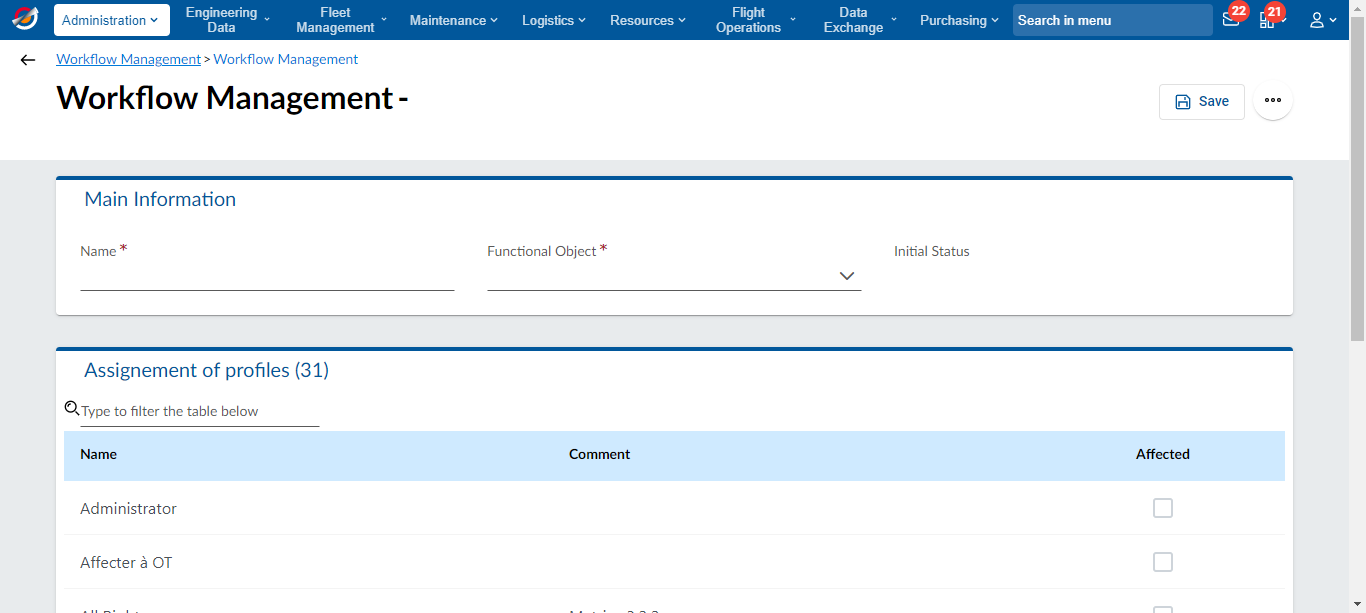 Administration
Engineering Data
Fleet Management
Maintenance
Logistics
Resources
Flight Operations
Data Exchange
Purchasing
Search in menu
22
21
Workflow Management > Workflow Management
Workflow Management -
Save
Main Information
Name *
Functional Object *
Initial Status
Assignement of profiles (31)
Type to filter the table below
Name Comment Affected
Administrator
Affecter à OT